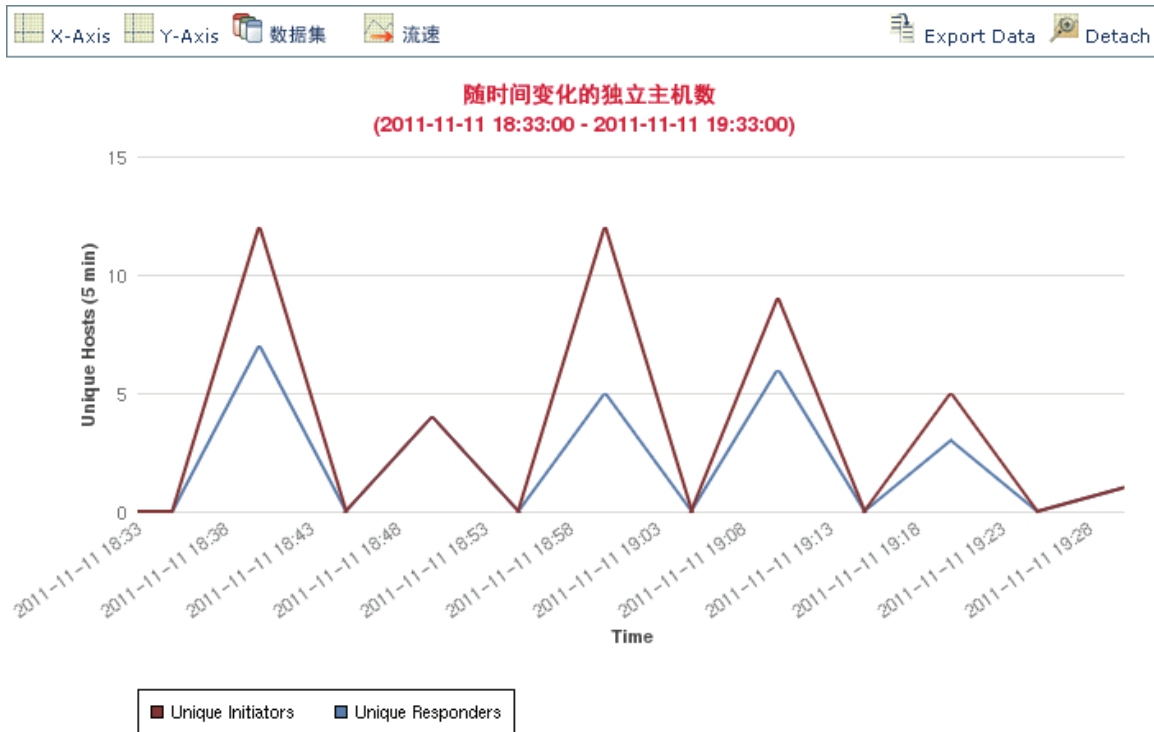 X-Axis Y-Axis 数据集 流速 Export Data Detach
随时间变化的独立主机数
(2011-11-11 18:33:00 - 2011-11-11 19:33:00)
Unique Hosts (5 min)
15
10
5
0
2011-11-11 18:33
2011-11-11 18:38
2011-11-11 18:43
2011-11-11 18:48
2011-11-11 18:53
2011-11-11 18:58
2011-11-11 19:03
2011-11-11 19:08
2011-11-11 19:13
2011-11-11 19:18
2011-11-11 19:23
2011-11-11 19:28
Time
Unique Initiators Unique Responders